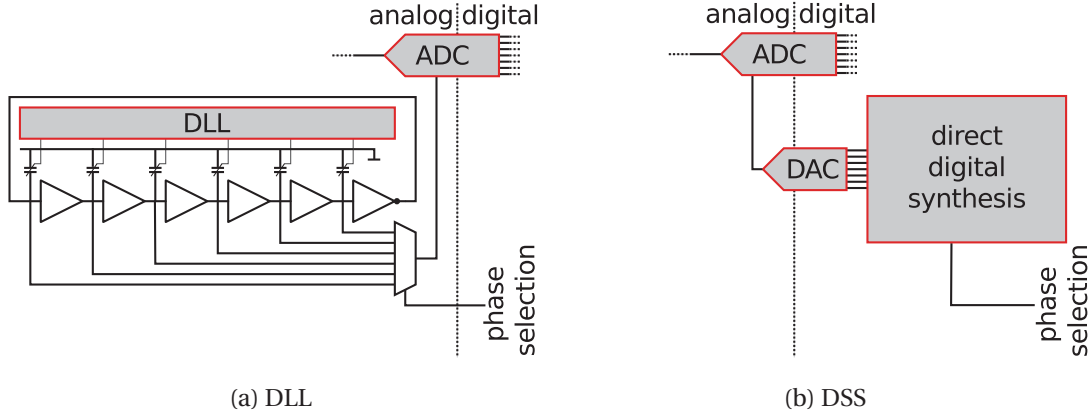 analog digital
ADC
DLL
phase
selection
(a) DLL
analog digital
ADC
DAC
direct
digital
synthesis
phase
selection
(b) DSS